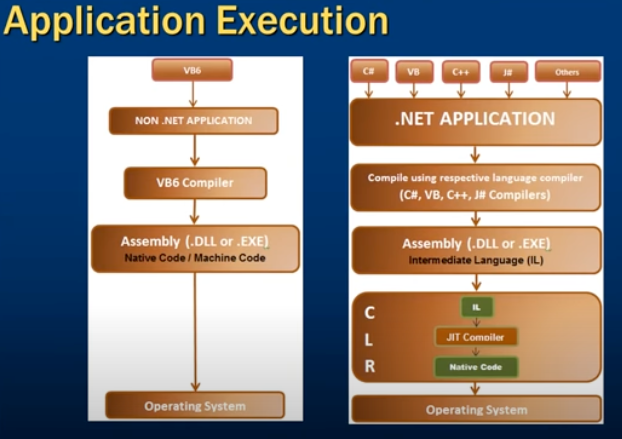 Application Execution
VB6
NON .NET APPLICATION
VB6 Compiler
Assembly (.DLL or .EXE)
Native Code / Machine Code
Operating System
C# VB C++ J# Others
.NET APPLICATION
Compile using respective language compiler
(C#, VB, C++, J# Compilers)
Assembly (.DLL or .EXE)
Intermediate Language (IL)
C
L
R
IL
JIT Compiler
Native Code
Operating System